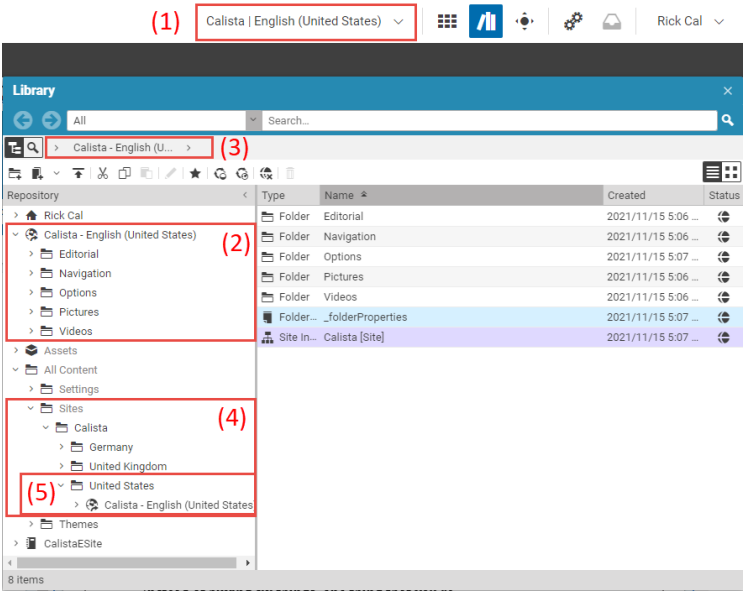 (1)
Calista | English (United States)
Rick Cal
Library
All
Search...
Calista - English (U...
(3)
Repository
Type
Name
Created
Status
Rick Cal
Calista - English (United States)
(2)
Editorial
Navigation
Options
Pictures
Videos
Assets
All Content
Settings
Sites
(4)
Calista
Germany
United Kingdom
United States
(5)
Calista - English (United States
Themes
CalistaESite
Folder Editorial 2021/11/15 5:06 ...
Folder Navigation 2021/11/15 5:06 ...
Folder Options 2021/11/15 5:07 ...
Folder Pictures 2021/11/15 5:06 ...
Folder Videos 2021/11/15 5:06 ...
Folder... _folderProperties 2021/11/15 5:07 ...
Site In... Calista [Site] 2021/11/15 5:07 ...
8 items